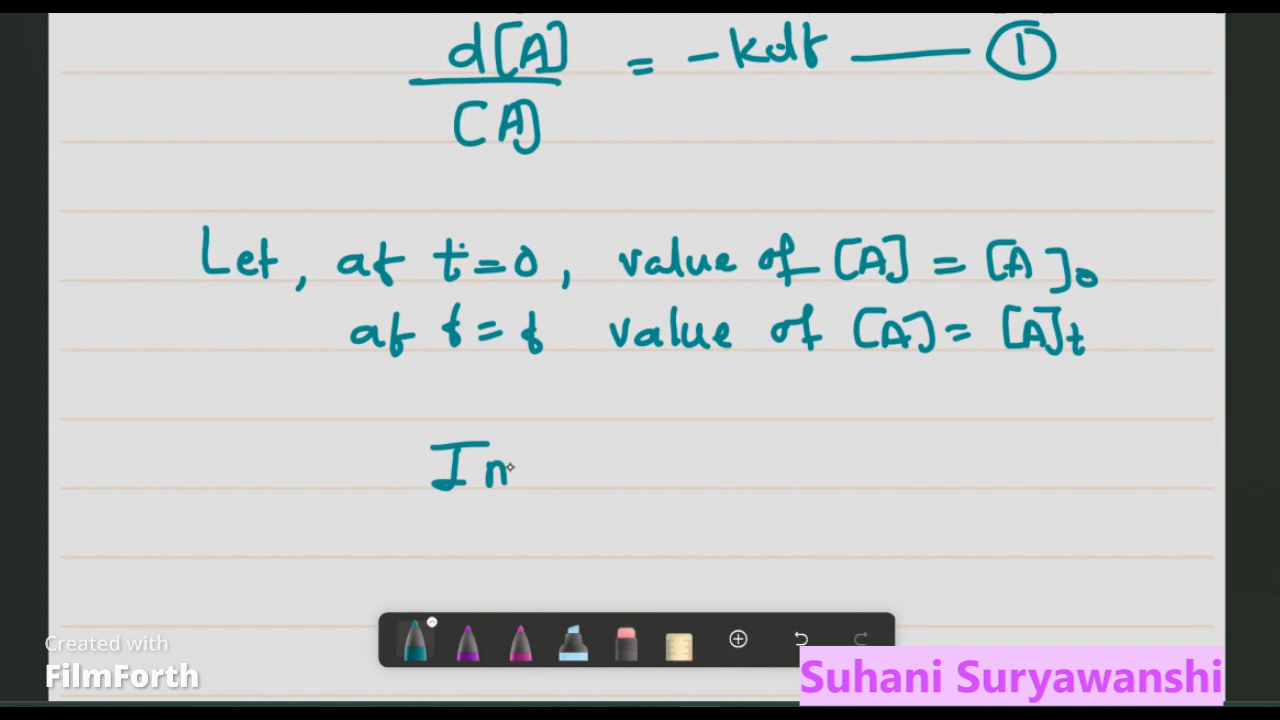 d[A]
[A]
= -kdt —— ①
Let, at t=0, value of [A] = [A]₀
at t=t value of [A] = [A]t
In
Created with
FilmForth
Suhani Suryawanshi